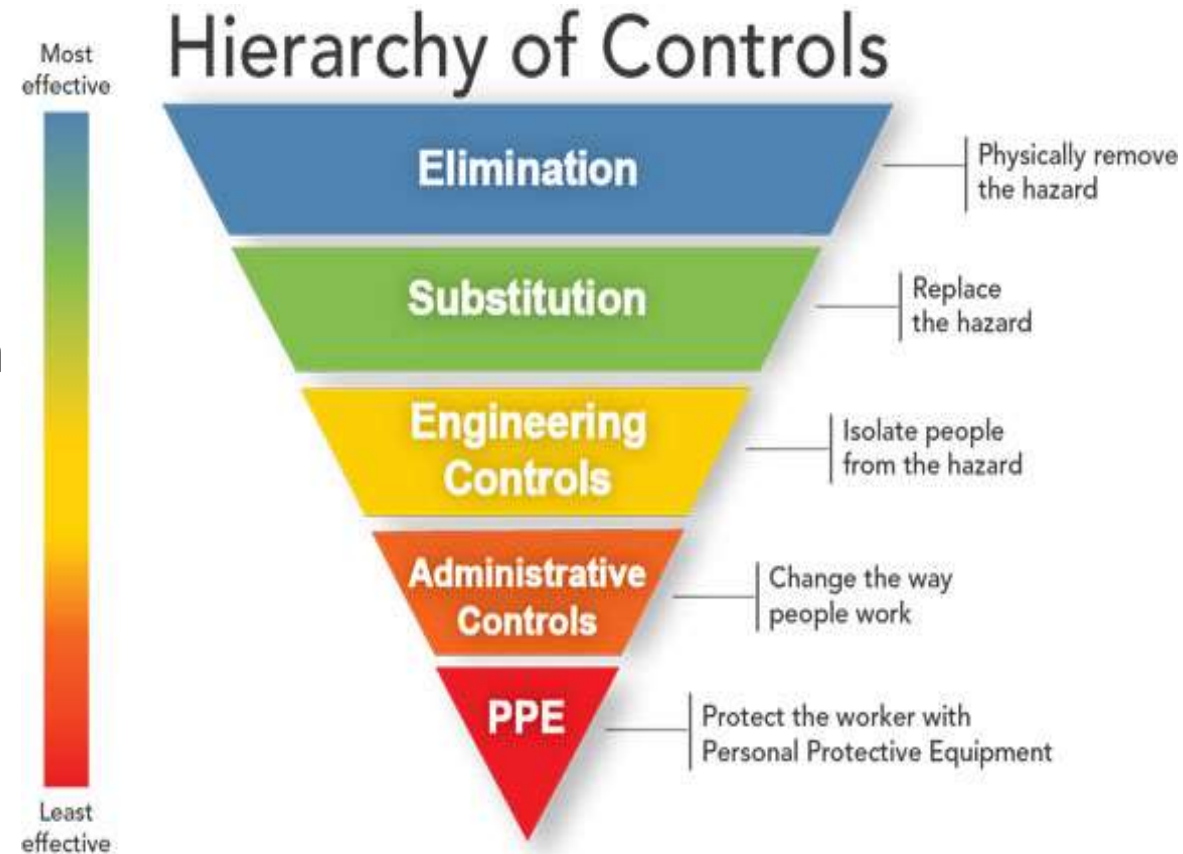 Hierarchy of Controls
Most
effective
Elimination
Physically remove
the hazard
Substitution
Replace
the hazard
Engineering
Controls
Isolate people
from the hazard
Administrative
Controls
Change the way
people work
PPE
Protect the worker with
Personal Protective Equipment
Least
effective